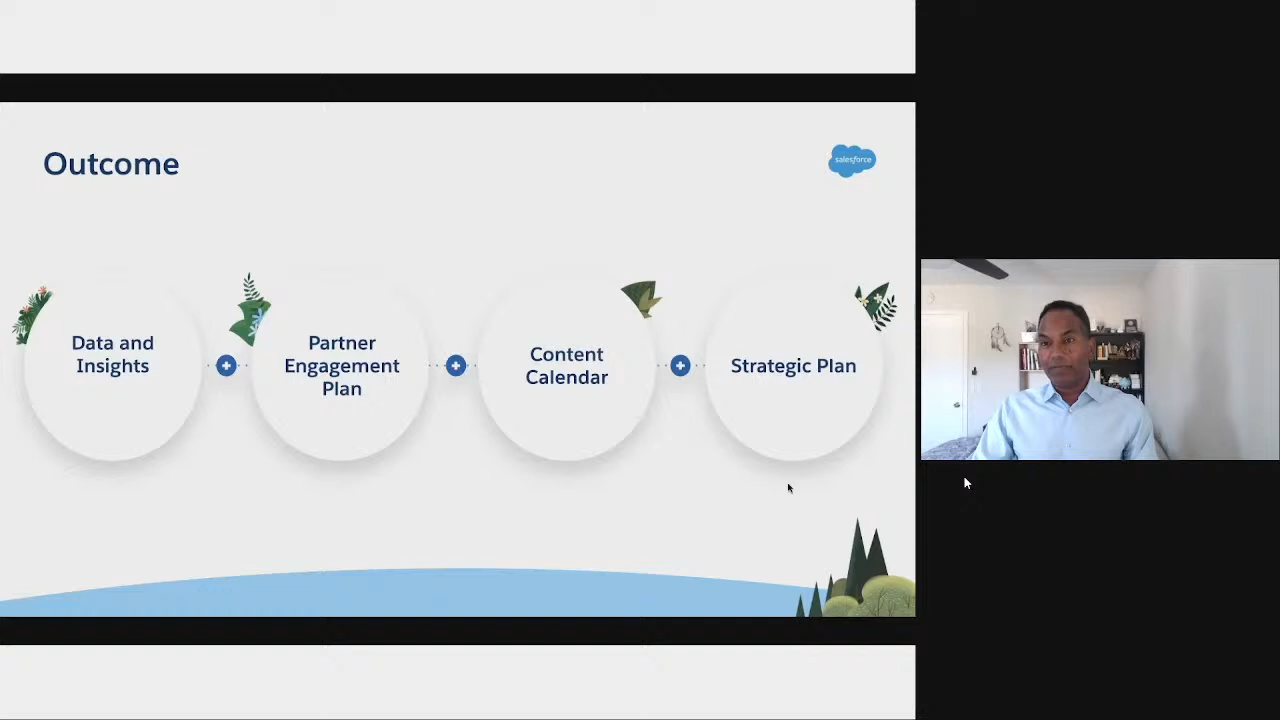 Outcome
salesforce
Data and
Insights
Partner
Engagement
Plan
Content
Calendar
Strategic Plan